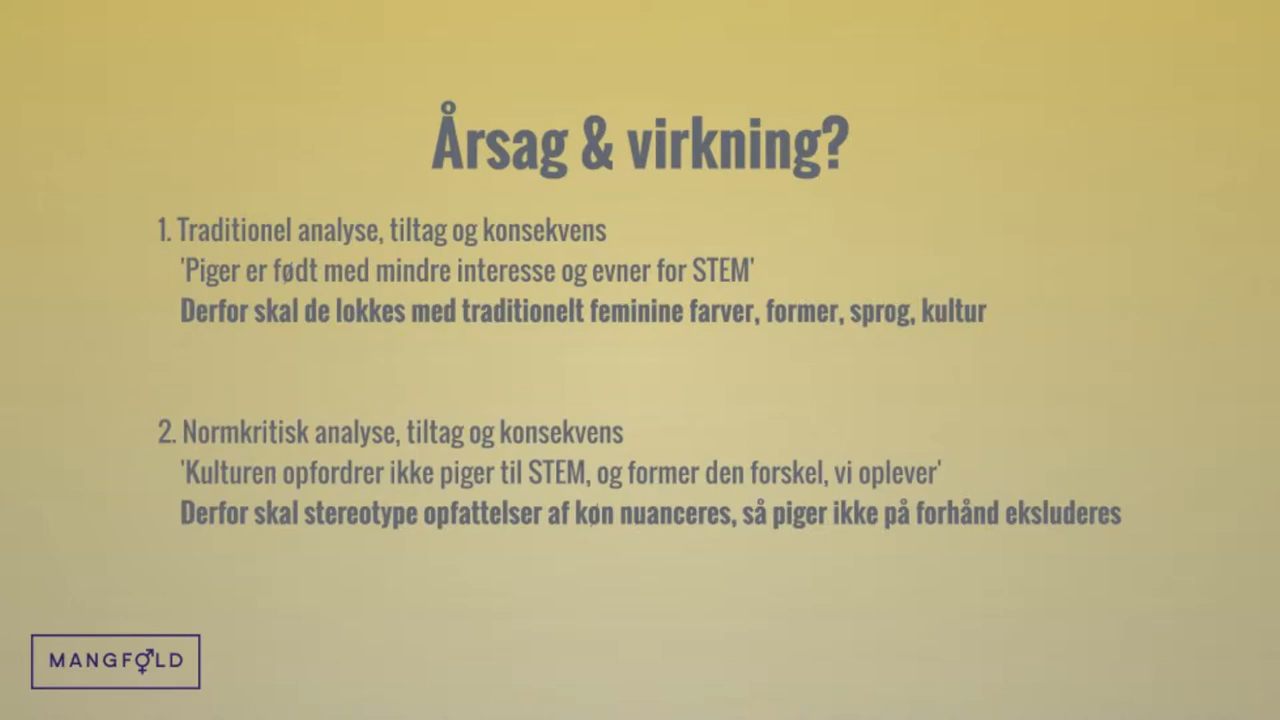 Årsag & virkning?
1. Traditionel analyse, tiltag og konsekvens
'Piger er født med mindre interesse og evner for STEM'
Derfor skal de lokkes med traditionelt feminine farver, former, sprog, kultur
2. Normkritisk analyse, tiltag og konsekvens
'Kulturen opfordrer ikke piger til STEM, og former den forskel, vi oplever'
Derfor skal stereotype opfattelser af køn nuanceres, så piger ikke på forhånd eksluderes
MANGFOLD